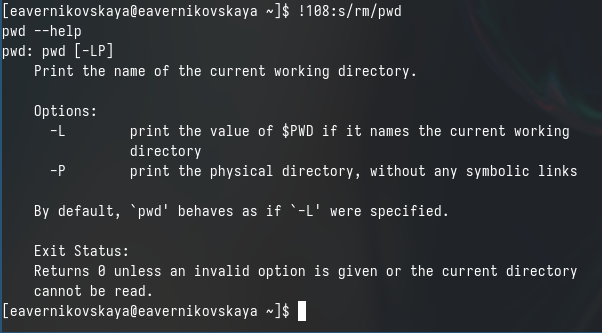 [eavernikovskaya@eavernikovskaya ~]$ !108:s/rm/pwd
pwd --help
pwd: pwd [-LP]
    Print the name of the current working directory.

    Options:
      -L        print the value of $PWD if it names the current working
                directory
      -P        print the physical directory, without any symbolic links

    By default, `pwd' behaves as if `-L' were specified.

    Exit Status:
    Returns 0 unless an invalid option is given or the current directory
    cannot be read.
[eavernikovskaya@eavernikovskaya ~]$